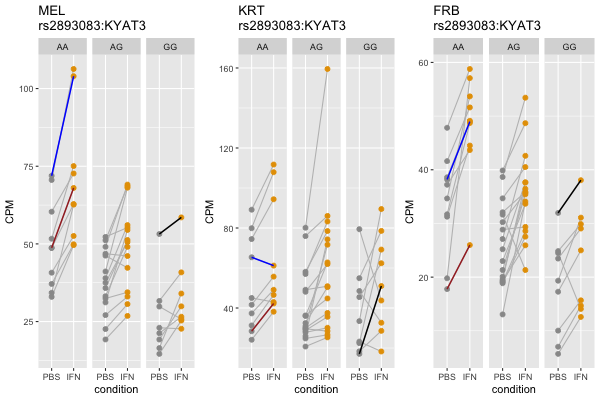 MEL
rs2893083:KYAT3
AA AG GG
100
75
50
25
CPM
PBS IFN PBS IFN PBS IFN
condition
KRT
rs2893083:KYAT3
AA AG GG
160
120
80
40
CPM
PBS IFN PBS IFN PBS IFN
condition
FRB
rs2893083:KYAT3
AA AG GG
60
40
20
CPM
PBS IFN PBS IFN PBS IFN
condition